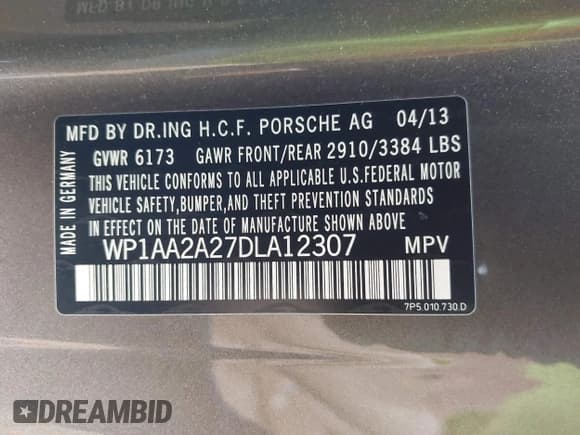 MFD BY DR.ING H.C.F. PORSCHE AG 04/13
GVWR 6173 GAWR FRONT/REAR 2910/3384 LBS
THIS VEHICLE CONFORMS TO ALL APPLICABLE U.S.FEDERAL MOTOR
VEHICLE SAFETY,BUMPER,AND THEFT PREVENTION STANDARDS
IN EFFECT ON THE DATE OF MANUFACTURE SHOWN ABOVE.
WP1AA2A27DLA12307 MPV
MADE IN GERMANY
7P5.010.730.D
DREAMBID